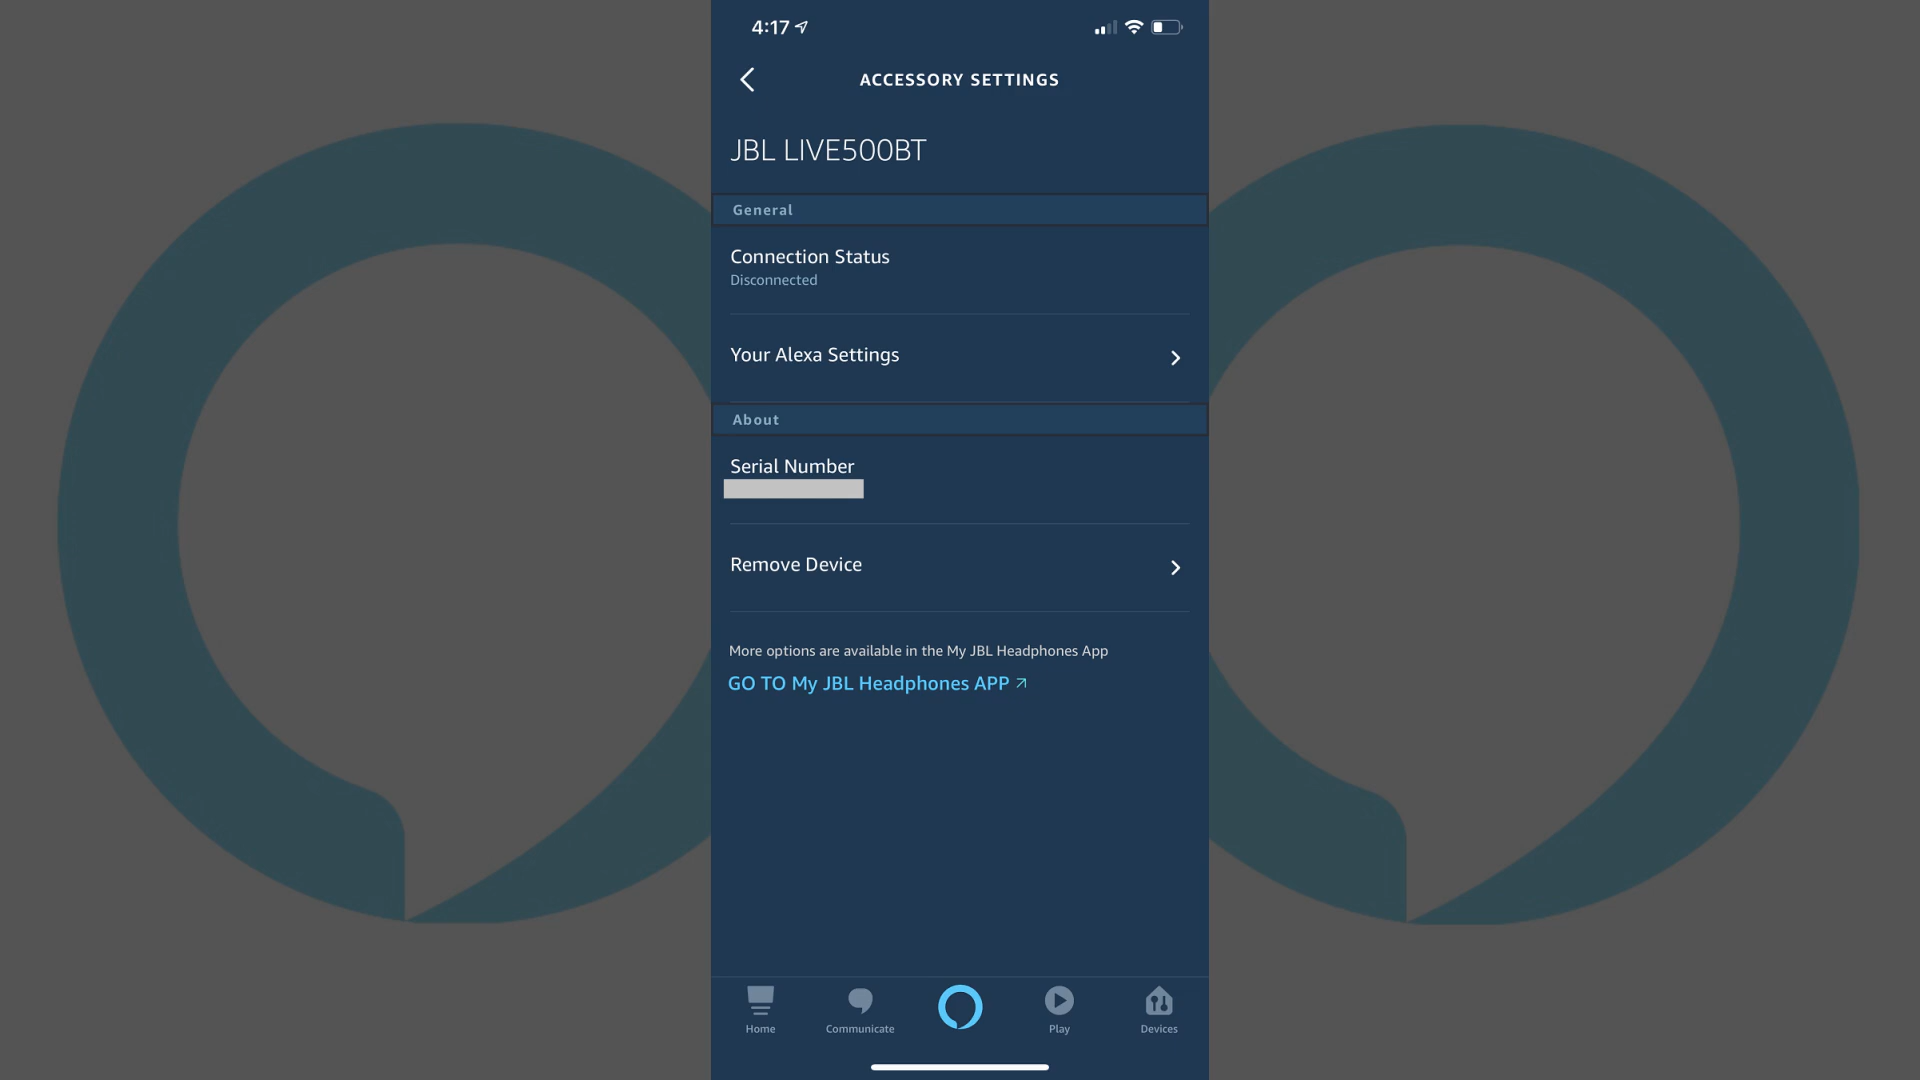 4:17
ACCESSORY SETTINGS
JBL LIVE500BT
General
Connection Status
Disconnected
Your Alexa Settings
About
Serial Number
Remove Device
More options are available in the My JBL Headphones App
GO TO My JBL Headphones APP
Home
Communicate
Play
Devices